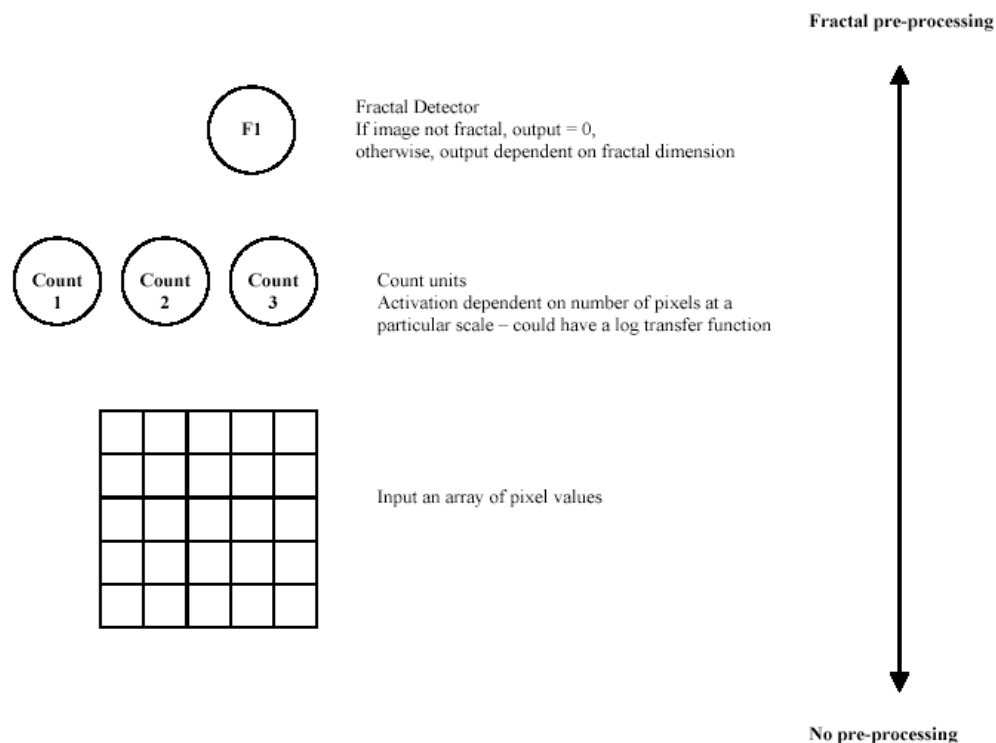 Fractal pre-processing
F1
Fractal Detector
If image not fractal, output = 0,
otherwise, output dependent on fractal dimension
Count
1
Count
2
Count
3
Count units
Activation dependent on number of pixels at a
particular scale – could have a log transfer function
Input an array of pixel values
No pre-processing